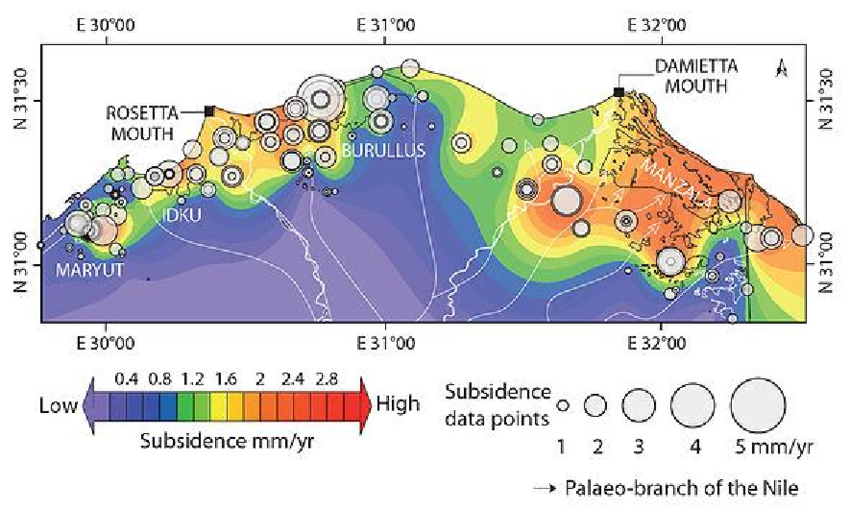 E 30°00 E 31°00 E 32°00
N 31°30 N 31°30
DAMIETTA
MOUTH
ROSETTA
MOUTH
BURULLUS
MANZALA
IDKU
MARYUT
N 31°00 N 31°00
E 30°00 E 31°00 E 32°00
0.4 0.8 1.2 1.6 2 2.4 2.8
Low High
Subsidence mm/yr
Subsidence
data points
1 2 3 4 5 mm/yr
Palaeo-branch of the Nile